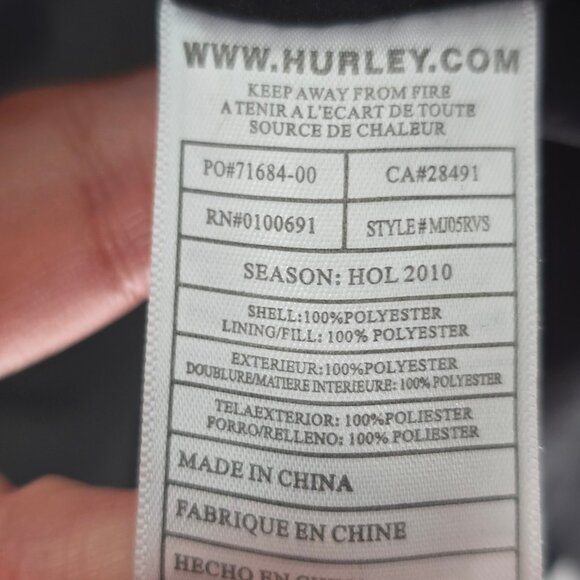 WWW.HURLEY.COM
KEEP AWAY FROM FIRE
A TENIR A L'ECART DE TOUTE
SOURCE DE CHALEUR
PO#71684-00 CA#28491
RN#0100691 STYLE#MJ05RVS
SEASON: HOL 2010
SHELL:100%POLYESTER
LINING/FILL: 100% POLYESTER
EXTERIEUR:100%POLYESTER
DOUBLURE/MATIERE INTERIEURE: 100% POLYESTER
TELAEXTERIOR: 100%POLIESTER
FORRO/RELLENO: 100% POLIESTER
MADE IN CHINA
FABRIQUE EN CHINE
HECHO EN